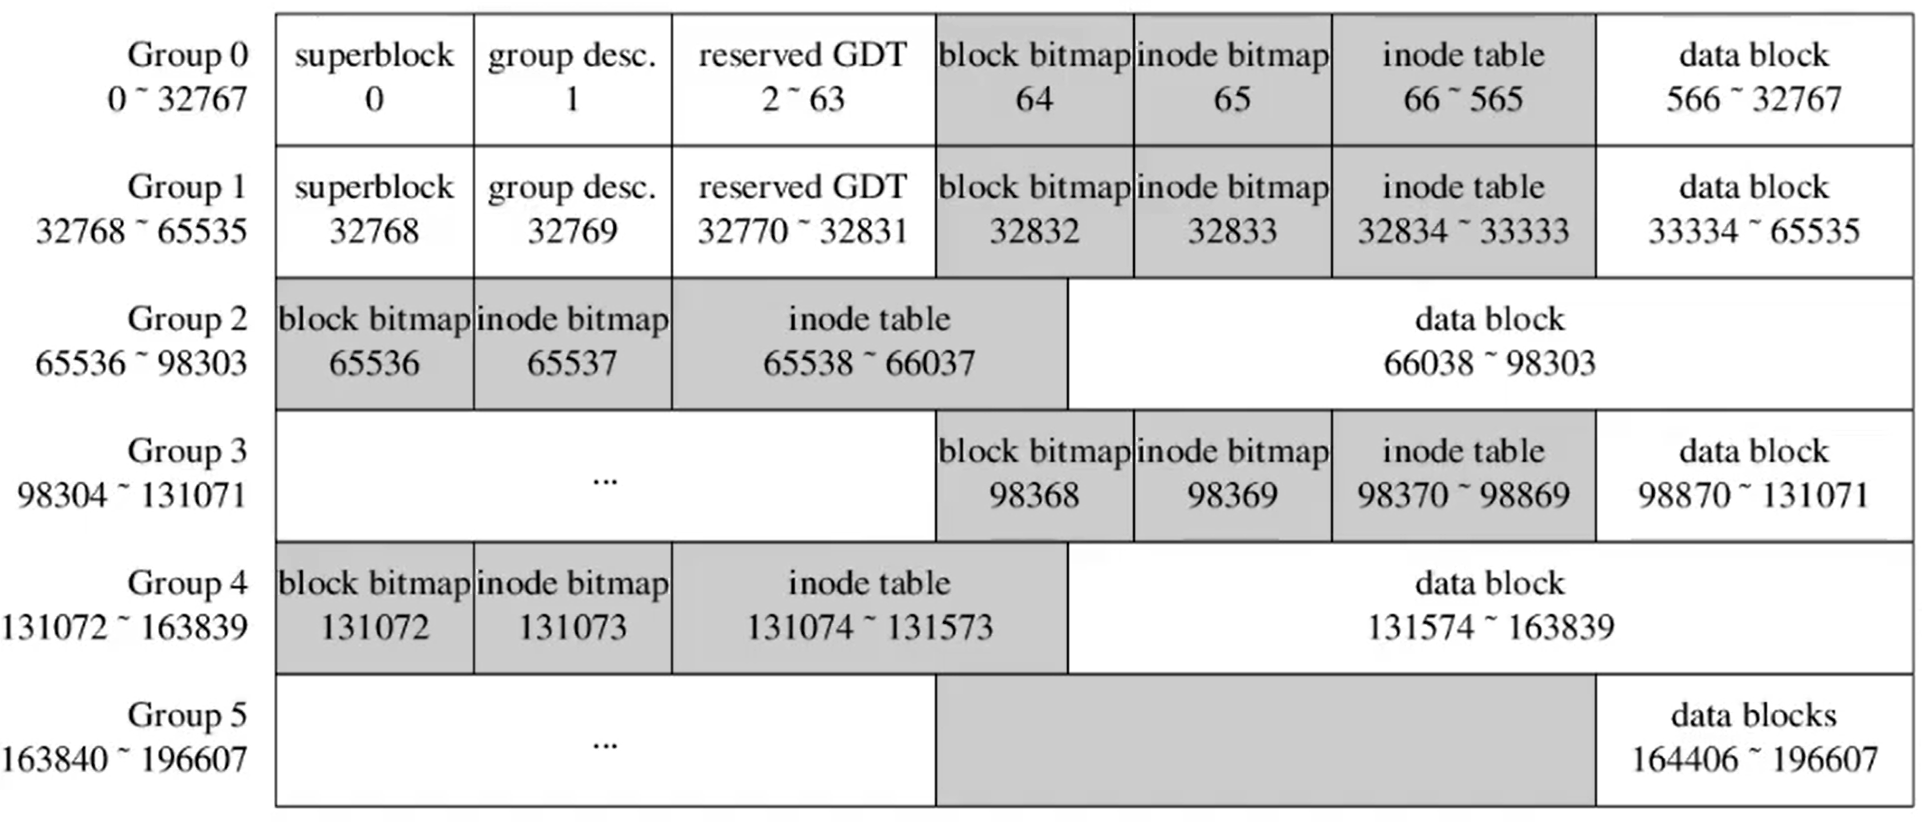 Group 0
0 ~ 32767
superblock
0
group desc.
1
reserved GDT
2 ~ 63
block bitmap
64
inode bitmap
65
inode table
66 ~ 565
data block
566 ~ 32767
Group 1
32768 ~ 65535
superblock
32768
group desc.
32769
reserved GDT
32770 ~ 32831
block bitmap
32832
inode bitmap
32833
inode table
32834 ~ 33333
data block
33334 ~ 65535
Group 2
65536 ~ 98303
block bitmap
65536
inode bitmap
65537
inode table
65538 ~ 66037
data block
66038 ~ 98303
Group 3
98304 ~ 131071
...
block bitmap
98368
inode bitmap
98369
inode table
98370 ~ 98869
data block
98870 ~ 131071
Group 4
131072 ~ 163839
block bitmap
131072
inode bitmap
131073
inode table
131074 ~ 131573
data block
131574 ~ 163839
Group 5
163840 ~ 196607
...
data blocks
164406 ~ 196607